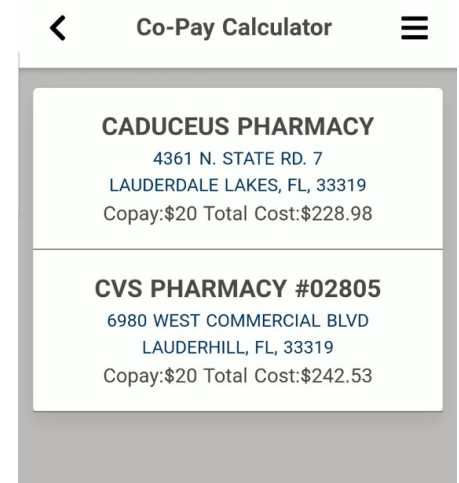 Co-Pay Calculator
CADUCEUS PHARMACY
4361 N. STATE RD. 7
LAUDERDALE LAKES, FL, 33319
Copay:$20 Total Cost:$228.98
CVS PHARMACY #02805
6980 WEST COMMERCIAL BLVD
LAUDERHILL, FL, 33319
Copay:$20 Total Cost:$242.53